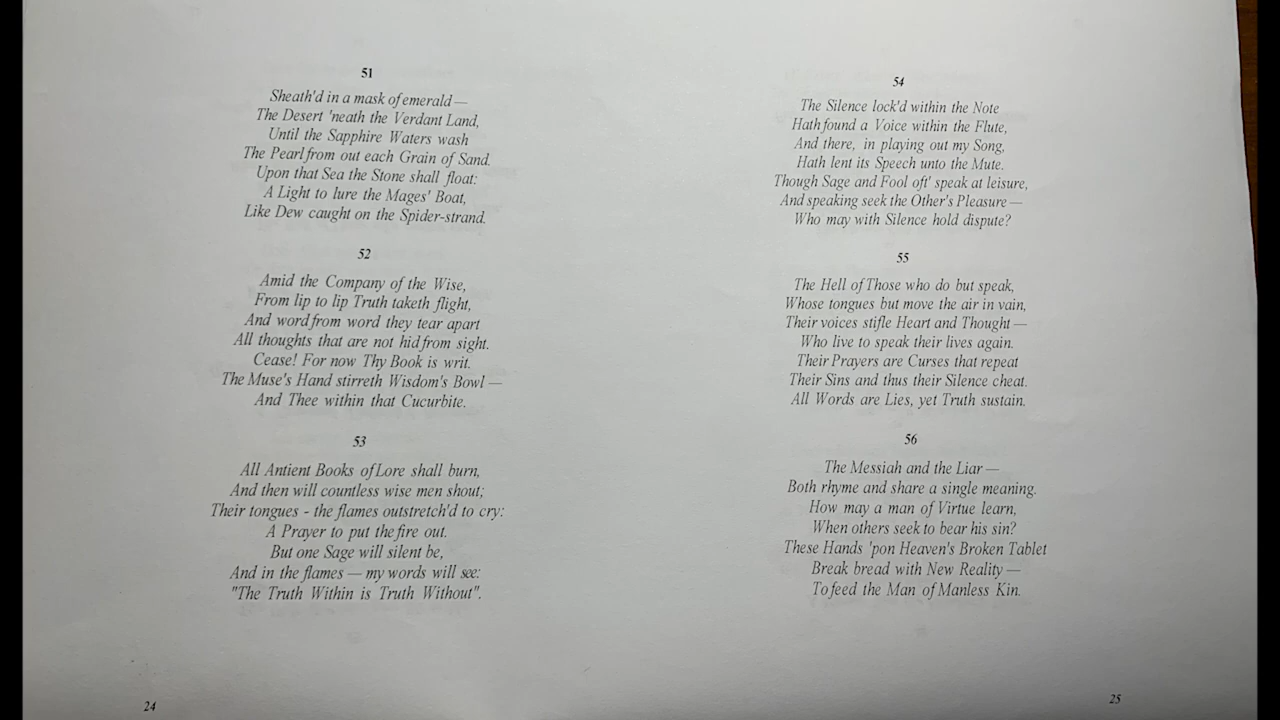 51
Sheath'd in a mask of emerald —
The Desert 'neath the Verdant Land,
Until the Sapphire Waters wash
The Pearl from out each Grain of Sand.
Upon that Sea the Stone shall float:
A Light to lure the Mages' Boat,
Like Dew caught on the Spider-strand.
52
Amid the Company of the Wise,
From lip to lip Truth taketh flight,
And word from word they tear apart
All thoughts that are not hid from sight.
Cease! For now Thy Book is writ.
The Muse's Hand stirreth Wisdom's Bowl —
And Thee within that Cucurbite.
53
All Antient Books of Lore shall burn,
And then will countless wise men shout;
Their tongues - the flames outstretch'd to cry:
A Prayer to put the fire out.
But one Sage will silent be,
And in the flames — my words will see:
"The Truth Within is Truth Without".
24
54
The Silence lock'd within the Note
Hath found a Voice within the Flute,
And there, in playing out my Song,
Hath lent its Speech unto the Mute.
Though Sage and Fool oft' speak at leisure,
And speaking seek the Other's Pleasure —
Who may with Silence hold dispute?
55
The Hell of Those who do but speak,
Whose tongues but move the air in vain,
Their voices stifle Heart and Thought —
Who live to speak their lives again.
Their Prayers are Curses that repeat
Their Sins and thus their Silence cheat.
All Words are Lies, yet Truth sustain.
56
The Messiah and the Liar —
Both rhyme and share a single meaning.
How may a man of Virtue learn,
When others seek to bear his sin?
These Hands 'pon Heaven's Broken Tablet
Break bread with New Reality —
To feed the Man of Manless Kin.
25